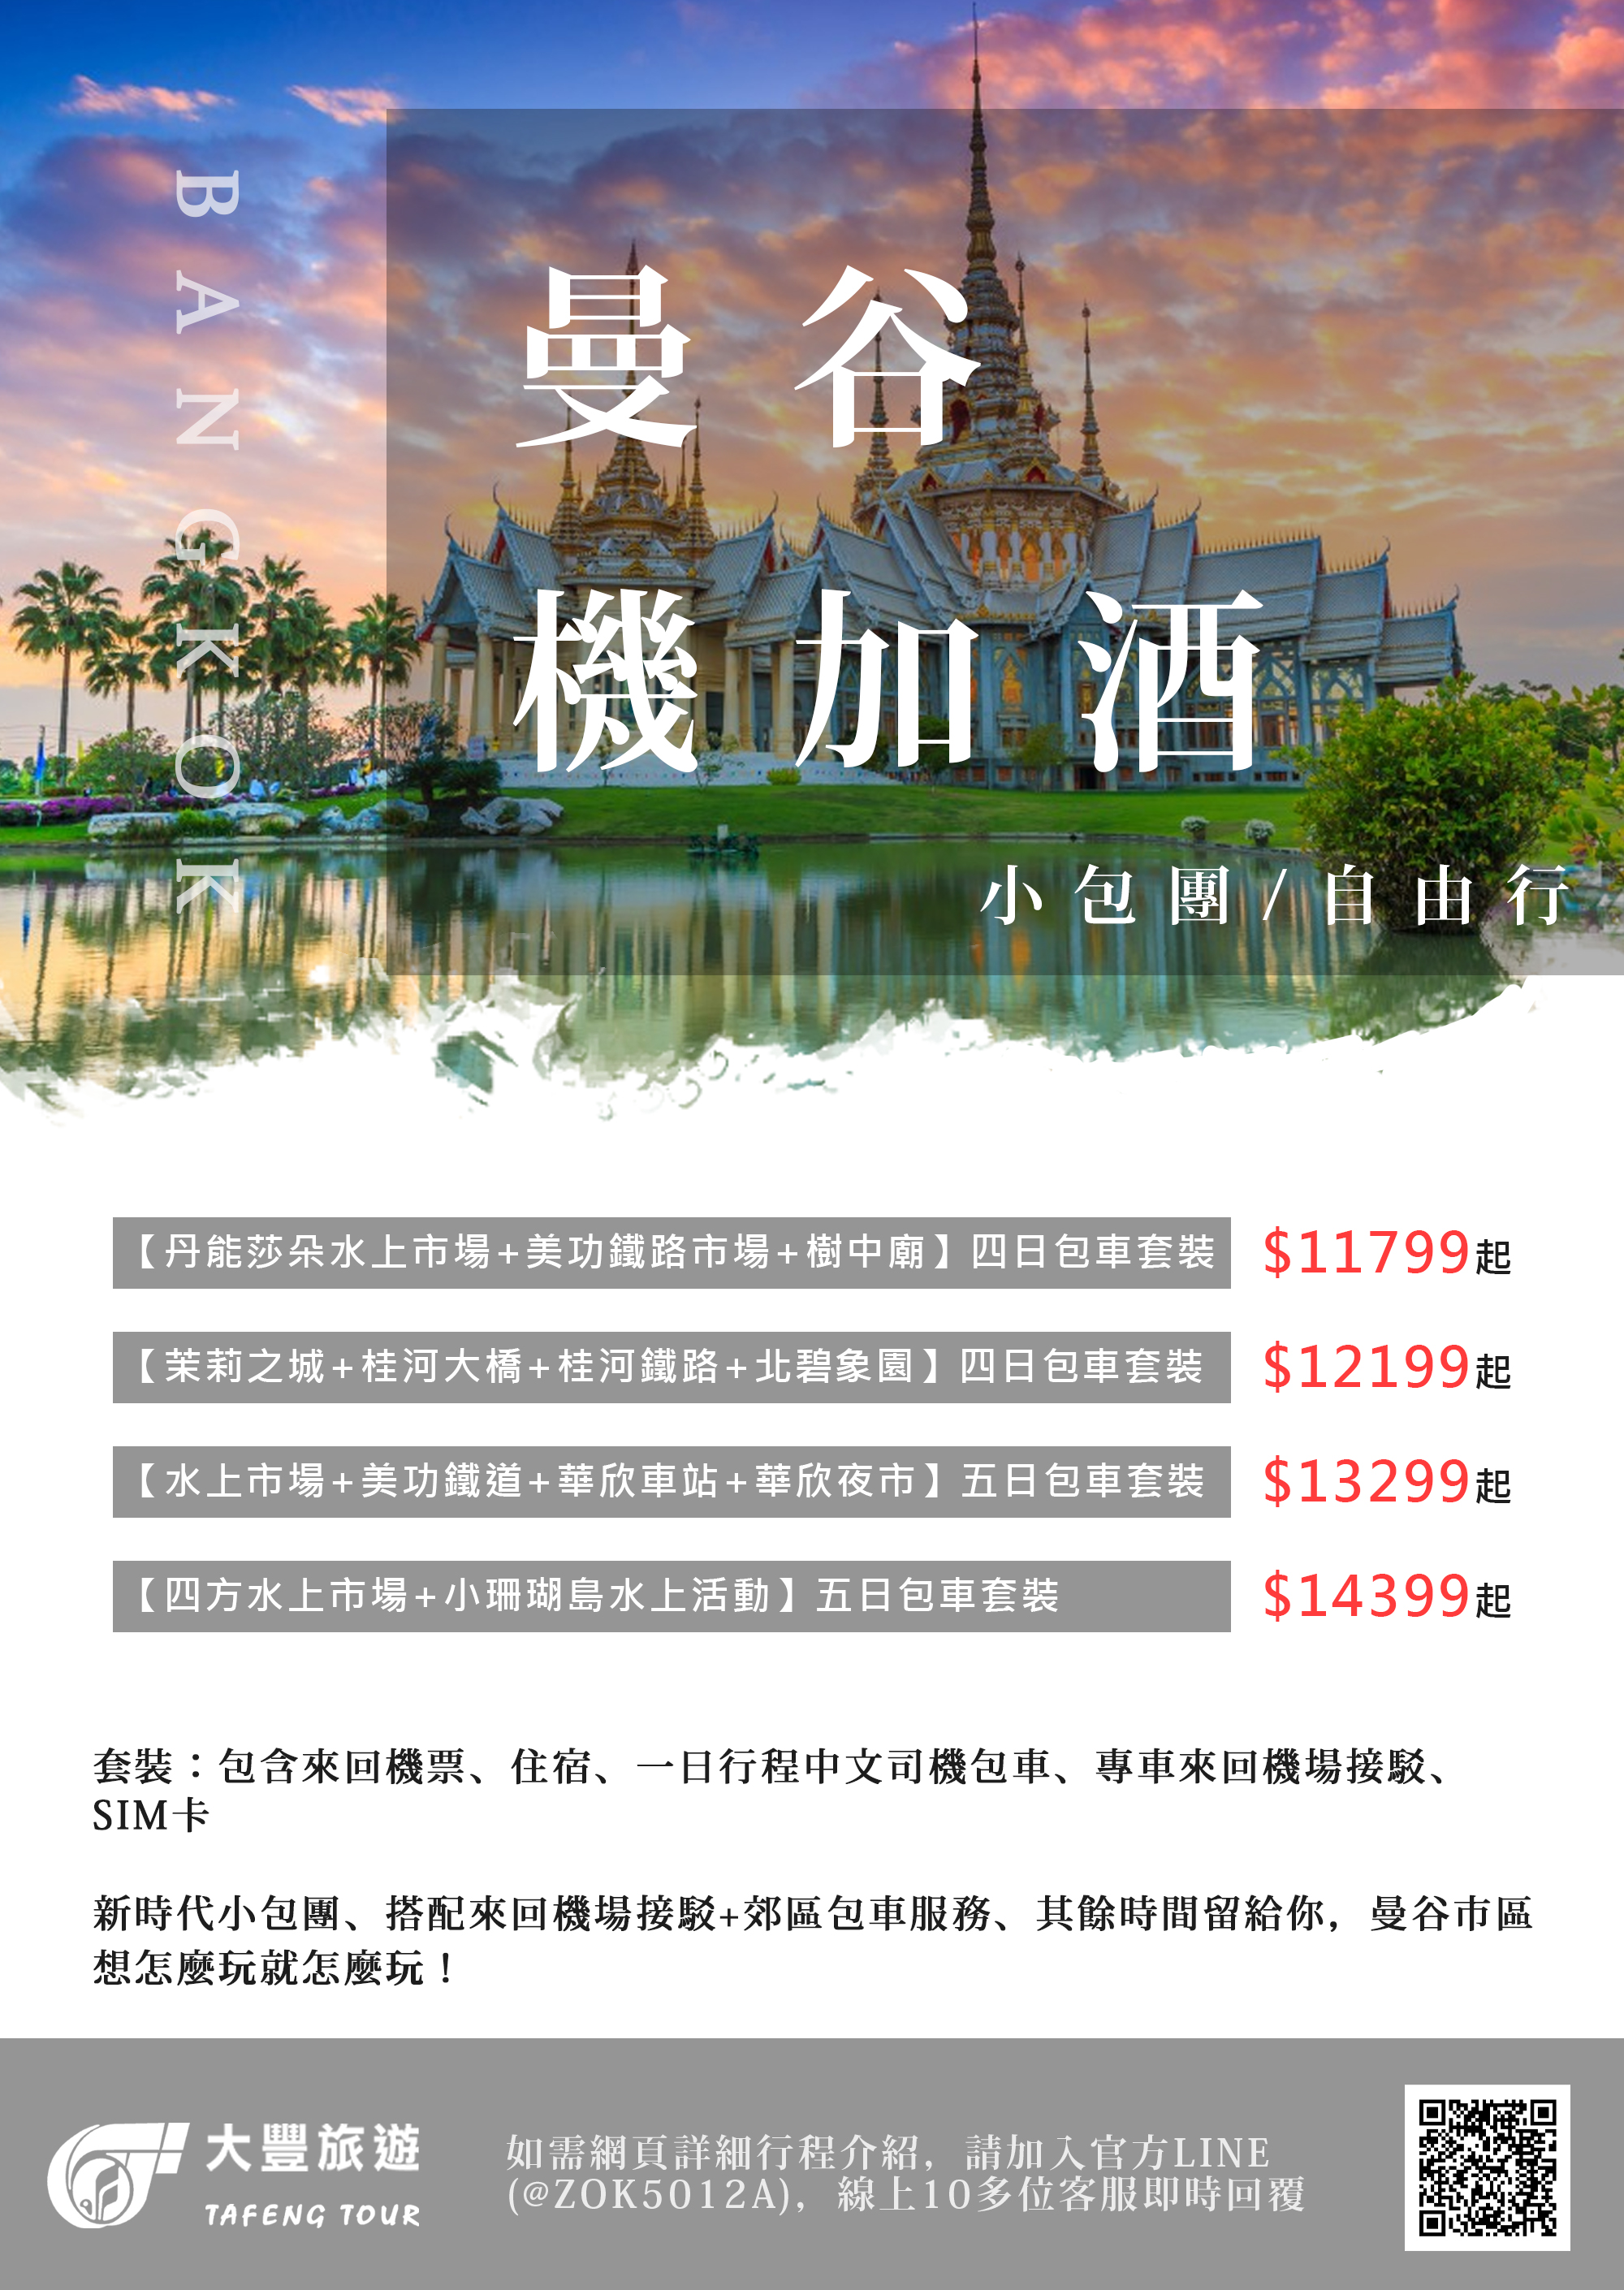 BANGKOK
曼谷
機加酒
小包團/自由行
【丹能莎朵水上市場+美功鐵路市場+樹中廟】四日包車套裝 $11799起
【茉莉之城+桂河大橋+桂河鐵路+北碧象園】四日包車套裝 $12199起
【水上市場+美功鐵道+華欣車站+華欣夜市】五日包車套裝 $13299起
【四方水上市場+小珊瑚島水上活動】五日包車套裝 $14399起
套裝：包含來回機票、住宿、一日行程中文司機包車、專車來回機場接駁、
SIM卡
新時代小包團、搭配來回機場接駁+郊區包車服務、其餘時間留給你，曼谷市區
想怎麼玩就怎麼玩！
大豐旅遊
TAFENG TOUR
如需網頁詳細行程介紹，請加入官方LINE
(@ZOK5012A)，線上10多位客服即時回覆